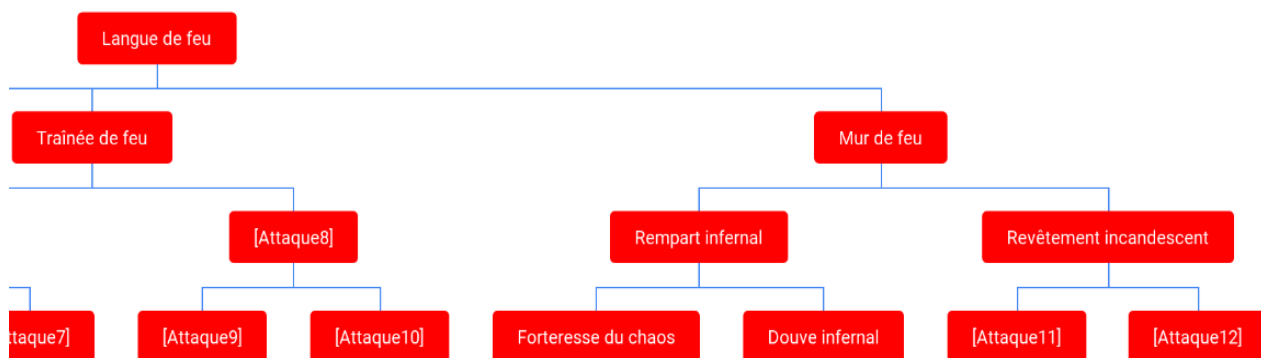 Langue de feu
Traînée de feu
Mur de feu
[Attaque8]
Rempart infernal
Revêtement incandescent
ttaque7]
[Attaque9]
[Attaque10]
Forteresse du chaos
Douve infernal
[Attaque11]
[Attaque12]